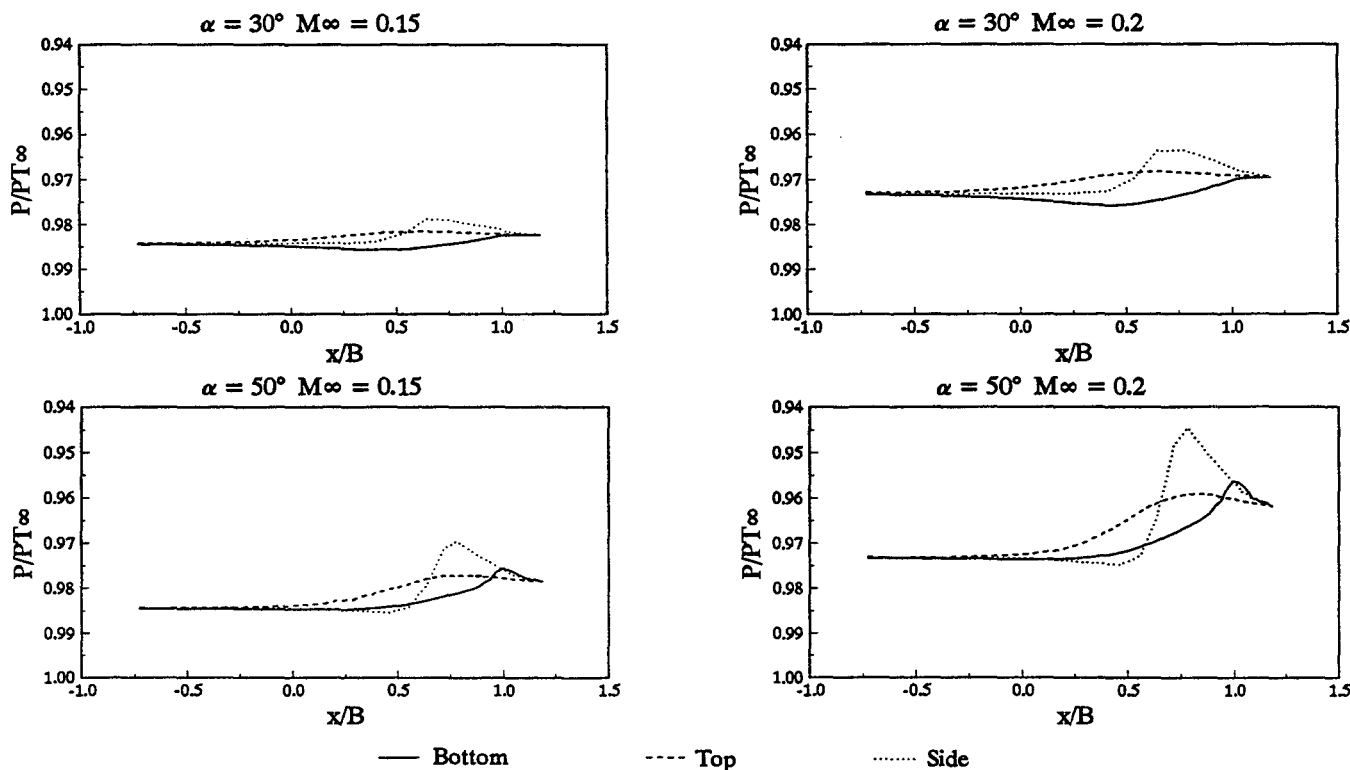 α = 30° M∞ = 0.15
0.94
0.95
0.96
0.97
0.98
0.99
1.00
P/PT∞
-1.0 -0.5 0.0 0.5 1.0 1.5
x/B
α = 30° M∞ = 0.2
0.94
0.95
0.96
0.97
0.98
0.99
1.00
P/PT∞
-1.0 -0.5 0.0 0.5 1.0 1.5
x/B
α = 50° M∞ = 0.15
0.94
0.95
0.96
0.97
0.98
0.99
1.00
P/PT∞
-1.0 -0.5 0.0 0.5 1.0 1.5
x/B
α = 50° M∞ = 0.2
0.94
0.95
0.96
0.97
0.98
0.99
1.00
P/PT∞
-1.0 -0.5 0.0 0.5 1.0 1.5
x/B
Bottom Top Side